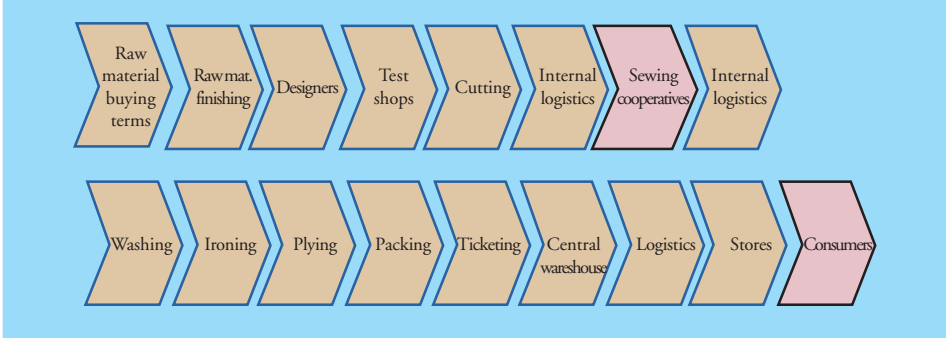 Raw
material
buying
terms
Raw mat.
finishing
Designers
Test
shops
Cutting
Internal
logistics
Sewing
cooperatives
Internal
logistics
Washing
Ironing
Plying
Packing
Ticketing
Central
wareshouse
Logistics
Stores
Consumers